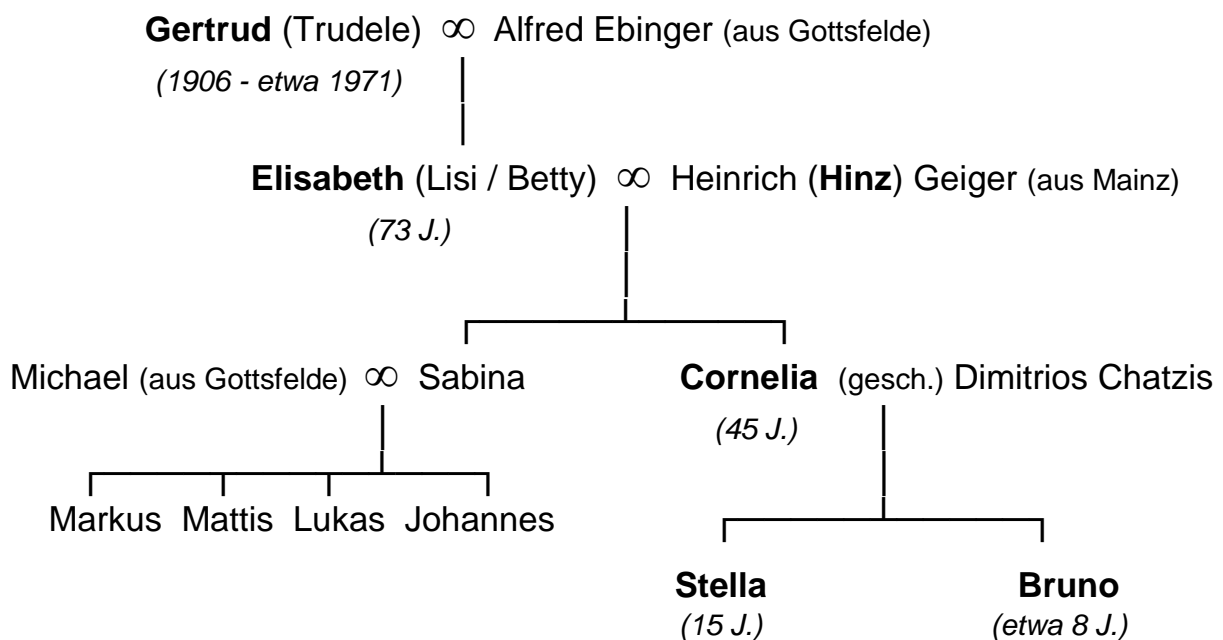 Gertrud (Trudele) ∞ Alfred Ebinger (aus Gottsfelde)
(1906 - etwa 1971)
Elisabeth (Lisi / Betty) ∞ Heinrich (Hinz) Geiger (aus Mainz)
(73 J.)
Michael (aus Gottsfelde) ∞ Sabina Cornelia (gesch.) Dimitrios Chatzis
(45 J.)
Markus Mattis Lukas Johannes
Stella Bruno
(15 J.) (etwa 8 J.)